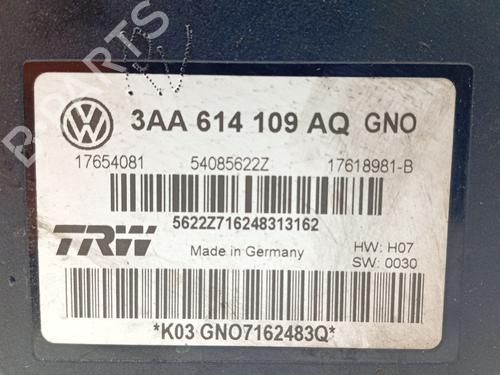 3AA 614 109 AQ GNO
17654081 54085622Z 17618981-B
5622Z716248313162
TRW Made in Germany HW: H07
SW: 0030
*K03 GNO7162483Q*
B-PARTS